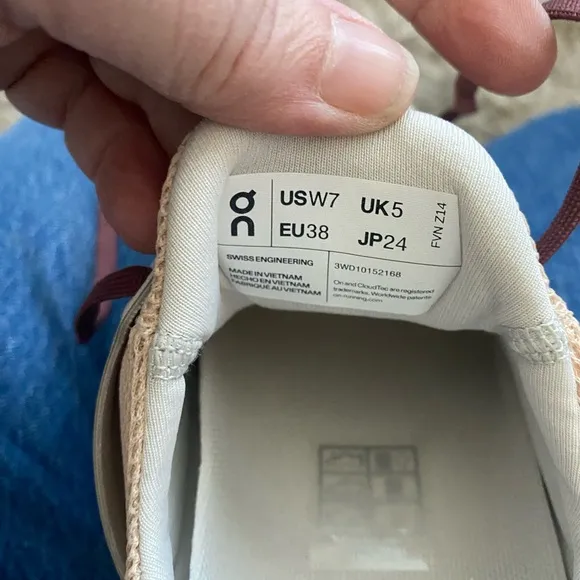 USW7 UK5
EU38 JP24
FVN Z14
SWISS ENGINEERING
3WD10152168
MADE IN VIETNAM
HECHO EN VIETNAM
FABRIQUÉ AU VIETNAM
On and CloudTec are registered
trademarks. Worldwide patents
on-running.com